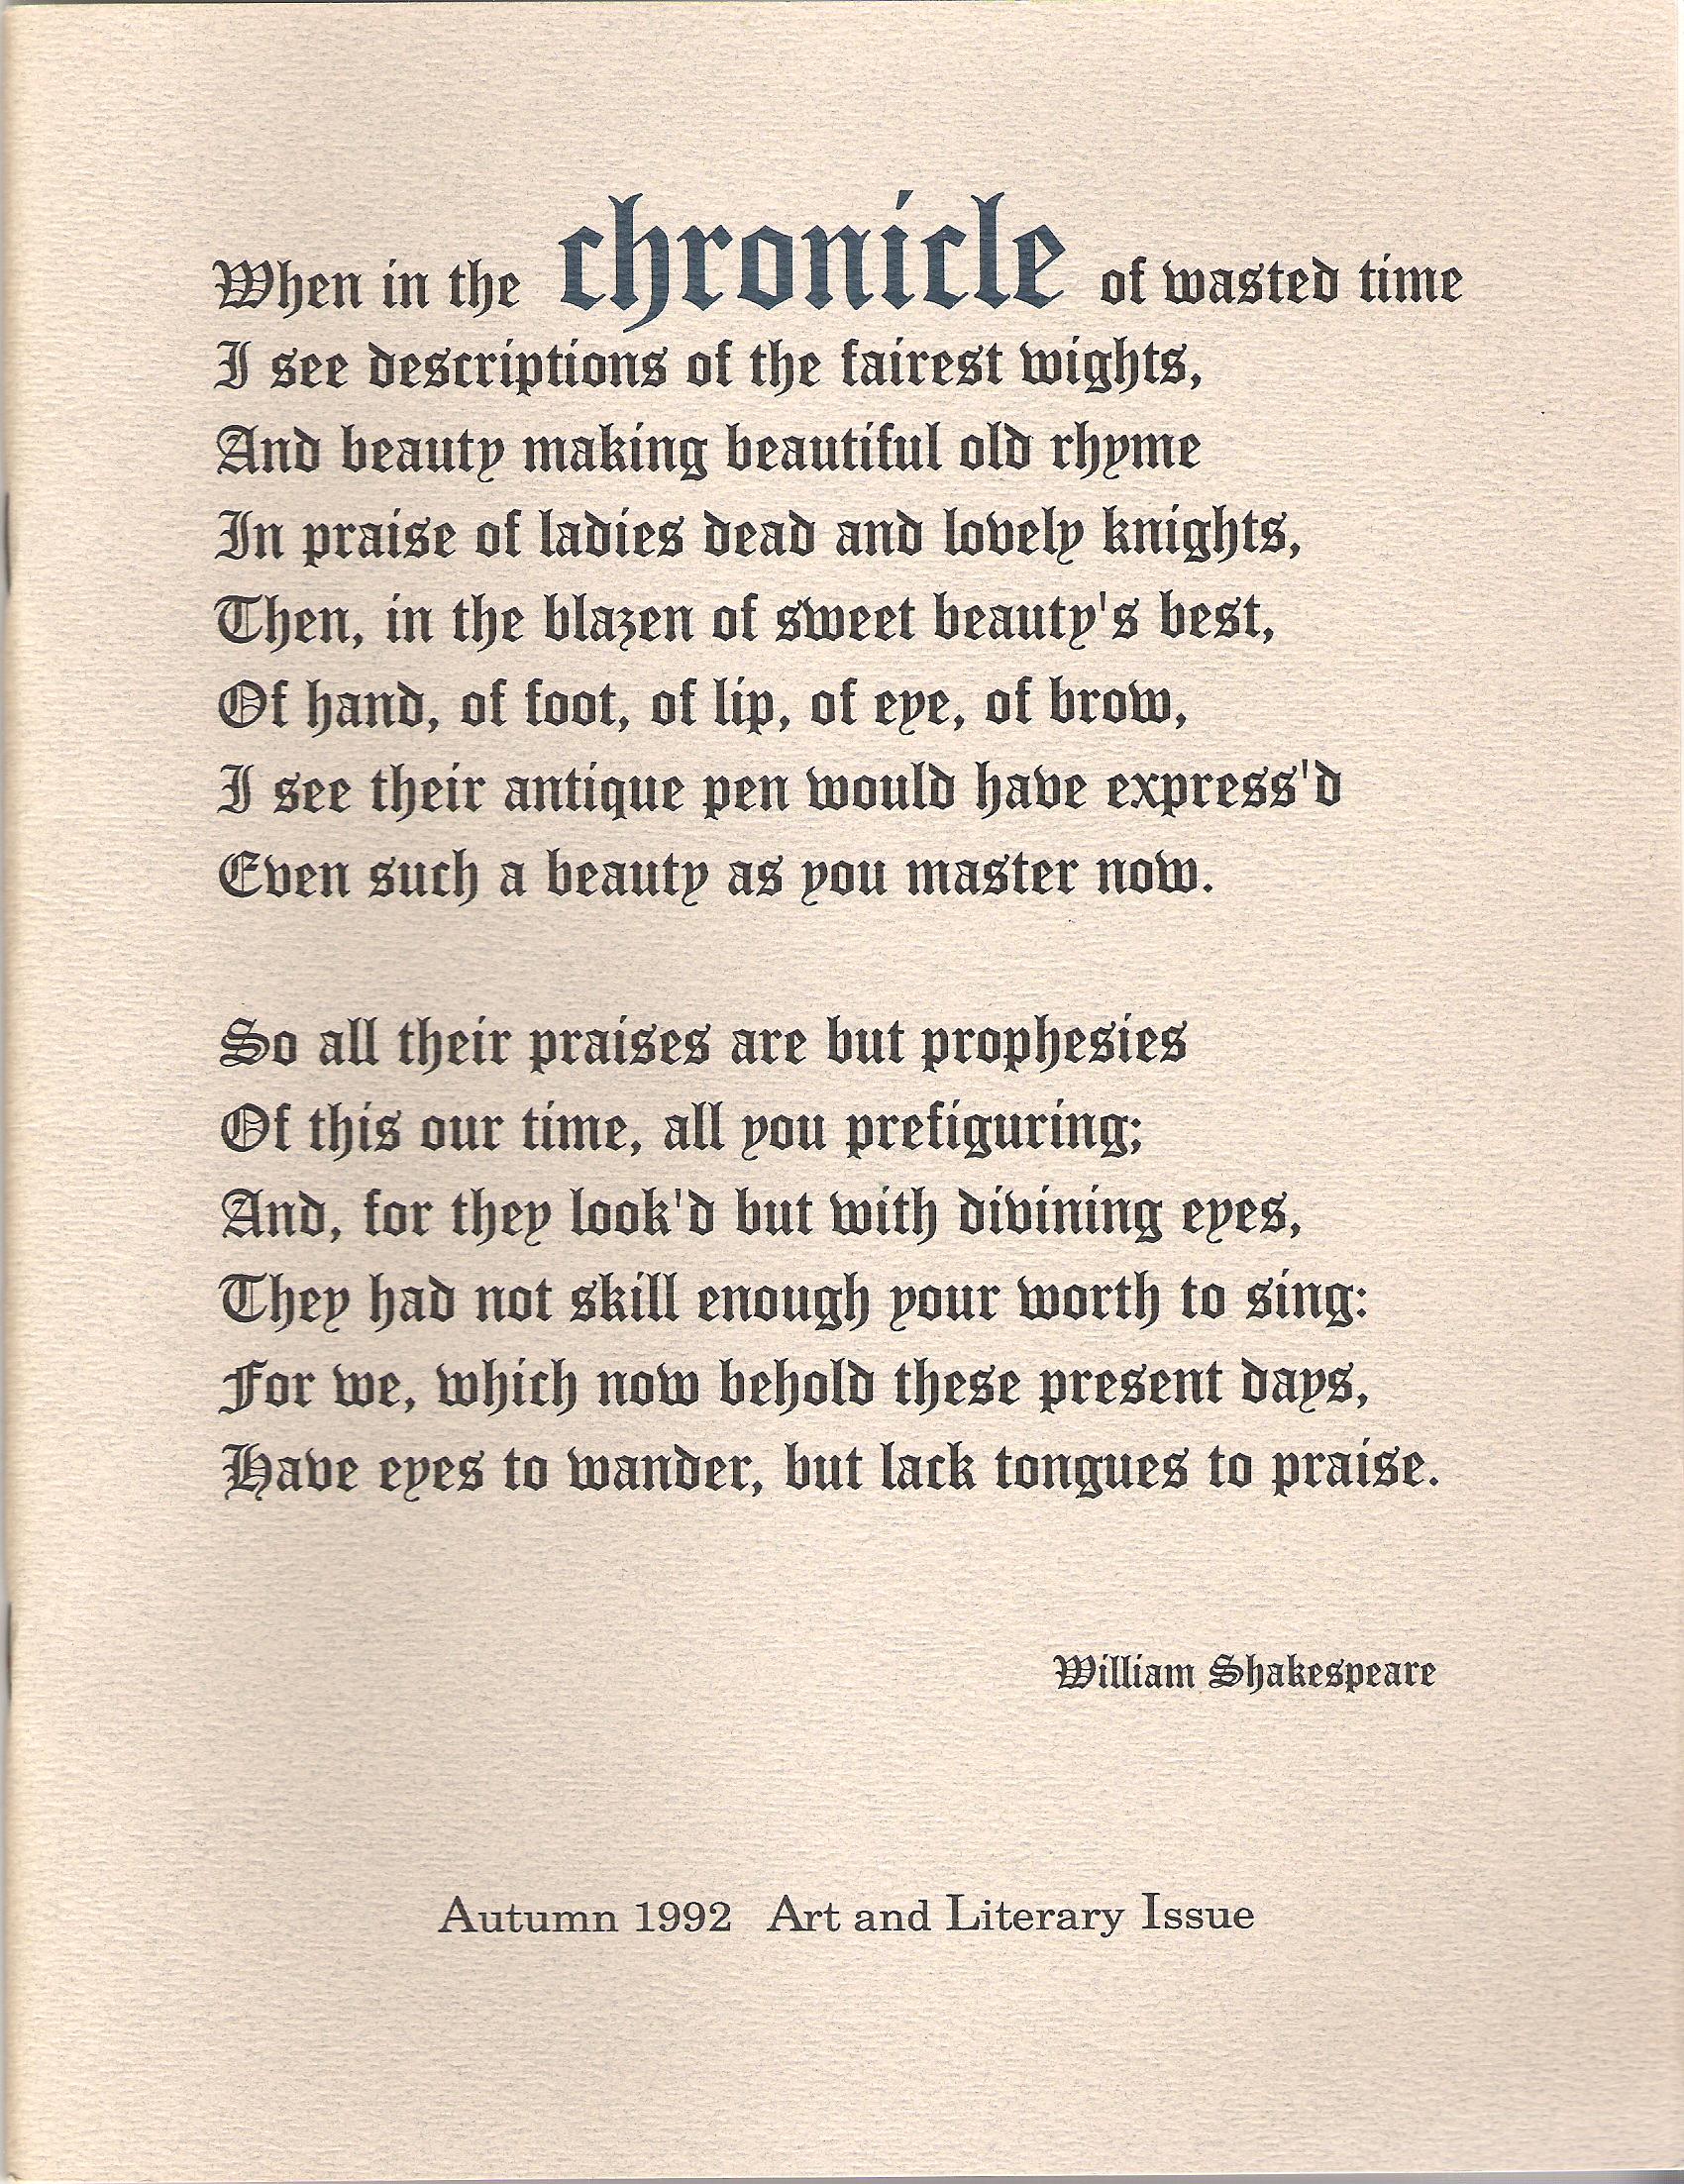 When in the chronicle of wasted time
I see descriptions of the fairest wights,
And beauty making beautiful old rhyme
In praise of ladies dead and lovely knights,
Then, in the blazen of sweet beauty's best,
Of hand, of foot, of lip, of eye, of brow,
I see their antique pen would have express'd
Even such a beauty as you master now.
So all their praises are but prophesies
Of this our time, all you prefiguring;
And, for they look'd but with divining eyes,
They had not skill enough your worth to sing:
For we, which now behold these present days,
Have eyes to wander, but lack tongues to praise.
William Shakespeare
Autumn 1992 Art and Literary Issue